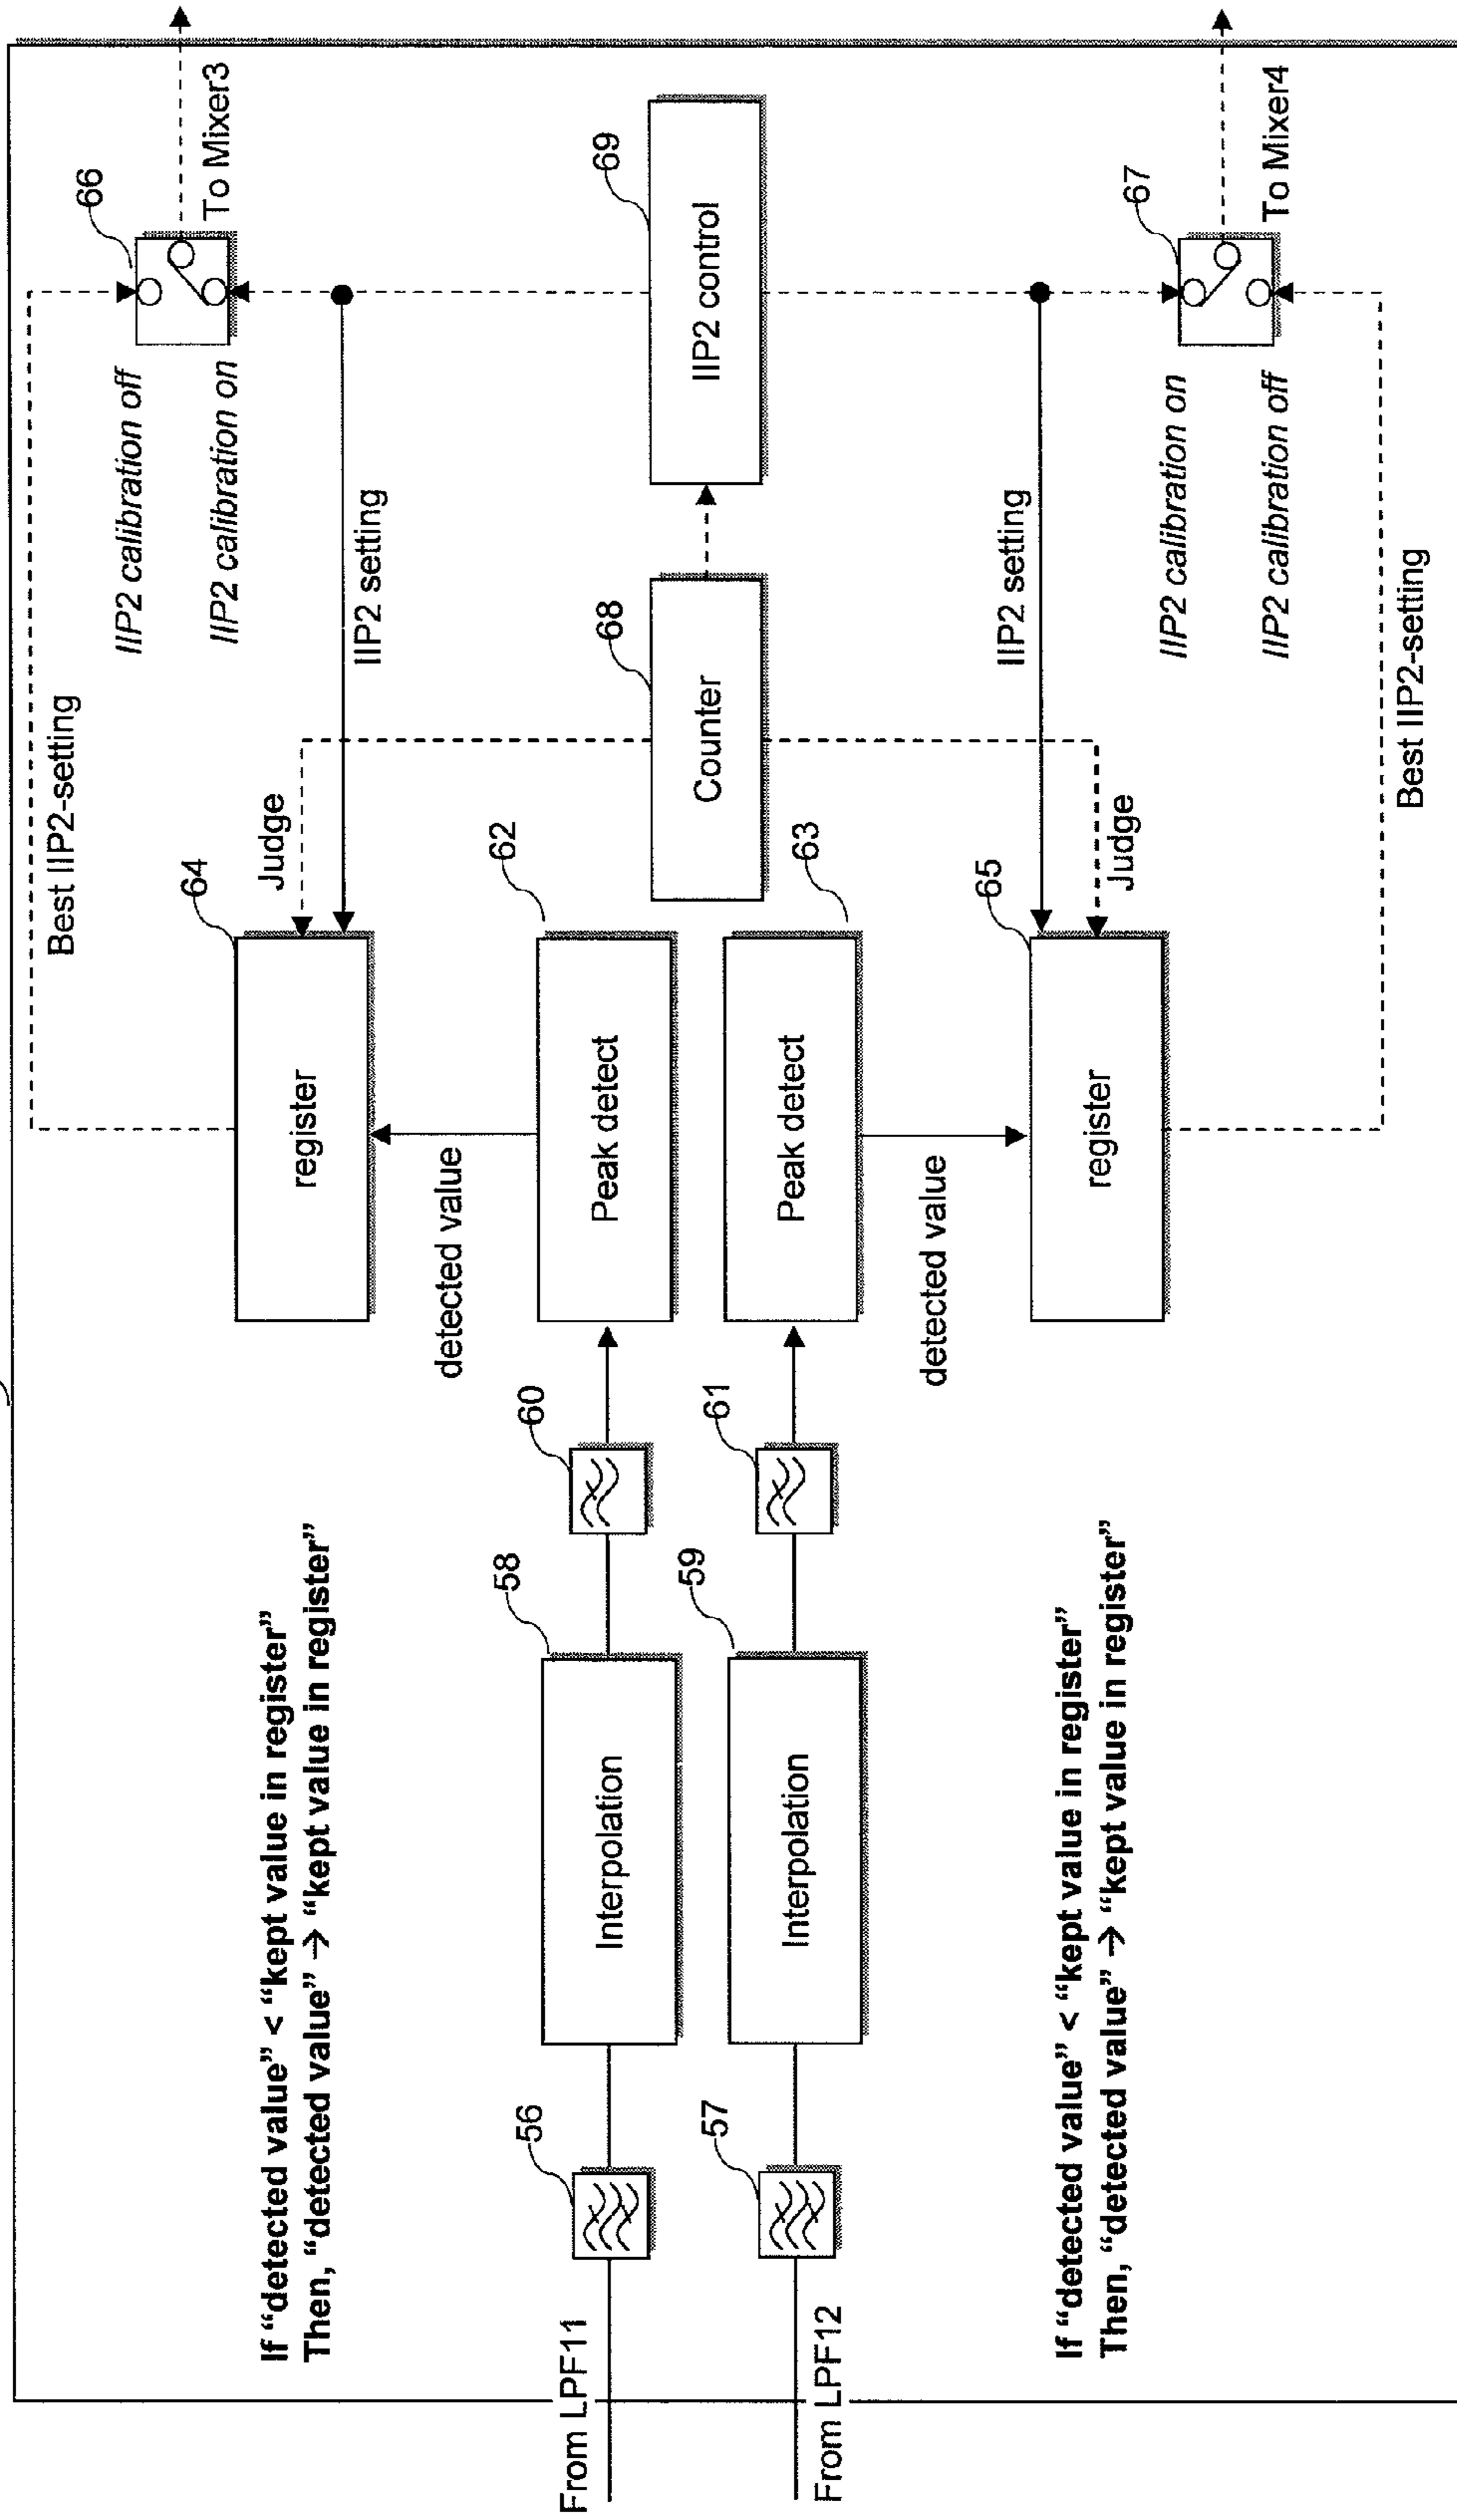 Best IIP2-setting
66
To Mixer3
IIP2 calibration off
IIP2 calibration on
64
Judge
IIP2 setting
register
If “detected value” < “kept value in register”
Then, “detected value” → “kept value in register”
detected value
62
68
69
From LPF11
56
58
Interpolation
60
Peak detect
Counter
IIP2 control
From LPF12
57
59
Interpolation
61
Peak detect
63
detected value
65
IIP2 setting
67
If “detected value” < “kept value in register”
Then, “detected value” → “kept value in register”
register
Judge
IIP2 calibration on
IIP2 calibration off
To Mixer4
Best IIP2-setting